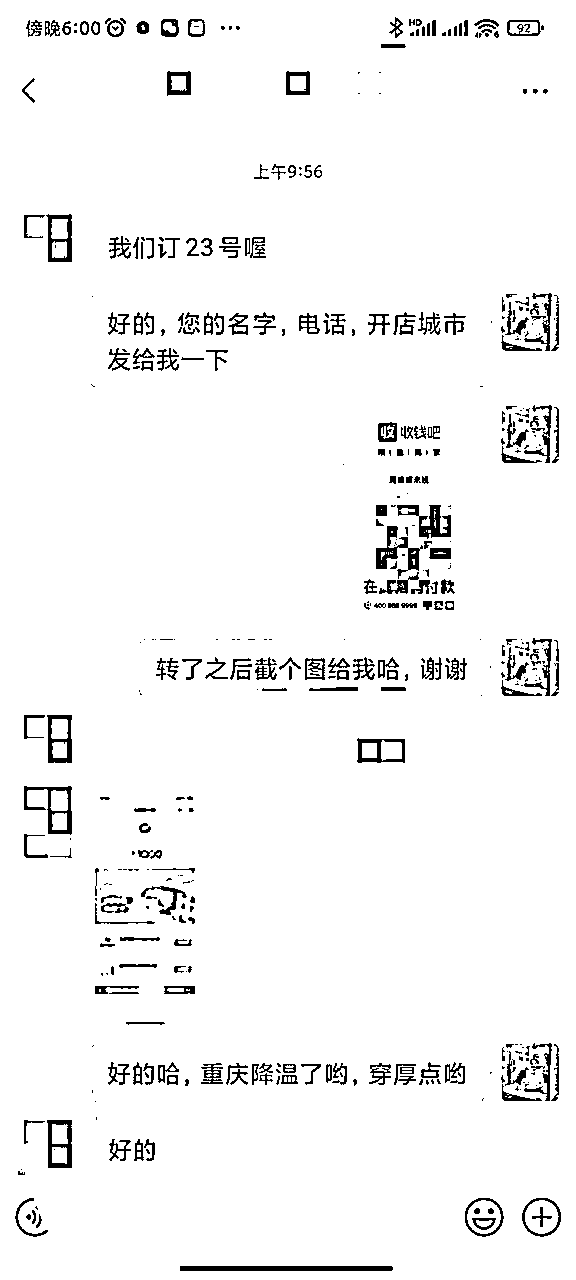 傍晚6:00
HD
92
上午9:56
我们订23号喔
好的，您的名字，电话，开店城市
发给我一下
收 收钱吧
转了之后截个图给我哈，谢谢
好的哈，重庆降温了哟，穿厚点哟
好的